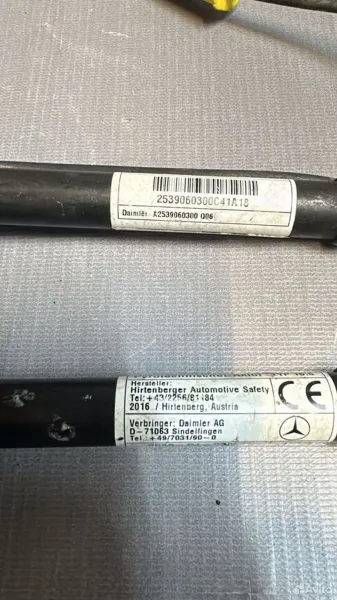 2539060300C41A18
Daimler - A2539060300 Q06
Hersteller:
Hirtenberger Automotive Safety
Tel:+43/2256/81184
2016 / Hirtenberg, Austria
CE
Verbringer: Daimler AG
D-71063 Sindelfingen
Tel.: +49/7031/90-0
Avito